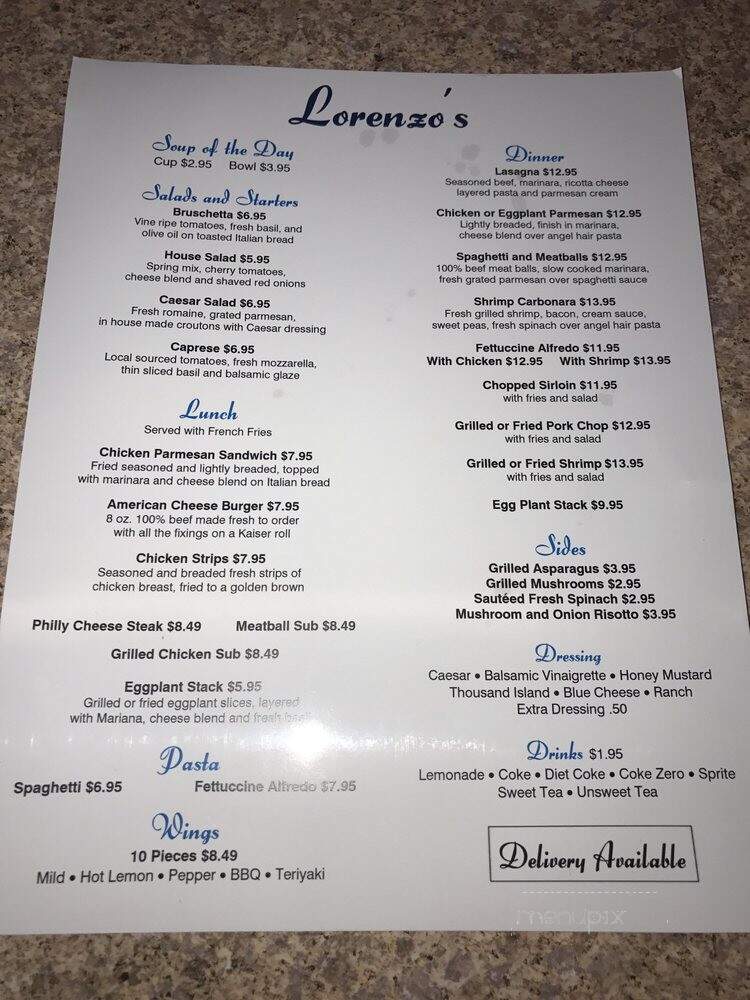 Lorenzo's
Soup of the Day
Cup $2.95 Bowl $3.95
Salads and Starters
Bruschetta $6.95
Vine ripe tomatoes, fresh basil, and
olive oil on toasted Italian bread
House Salad $5.95
Spring mix, cherry tomatoes,
cheese blend and shaved red onions
Caesar Salad $6.95
Fresh romaine, grated parmesan,
in house made croutons with Caesar dressing
Caprese $6.95
Local sourced tomatoes, fresh mozzarella,
thin sliced basil and balsamic glaze
Lunch
Served with French Fries
Chicken Parmesan Sandwich $7.95
Fried seasoned and lightly breaded, topped
with marinara and cheese blend on Italian bread
American Cheese Burger $7.95
8 oz. 100% beef made fresh to order
with all the fixings on a Kaiser roll
Chicken Strips $7.95
Seasoned and breaded fresh strips of
chicken breast, fried to a golden brown
Philly Cheese Steak $8.49 Meatball Sub $8.49
Grilled Chicken Sub $8.49
Eggplant Stack $5.95
Grilled or fried eggplant slices, layered
with Mariana, cheese blend and fresh basil
Pasta
Spaghetti $6.95 Fettuccine Alfredo $7.95
Wings
10 Pieces $8.49
Mild • Hot Lemon • Pepper • BBQ • Teriyaki
Dinner
Lasagna $12.95
Seasoned beef, marinara, ricotta cheese
layered pasta and parmesan cream
Chicken or Eggplant Parmesan $12.95
Lightly breaded, finish in marinara,
cheese blend over angel hair pasta
Spaghetti and Meatballs $12.95
100% beef meat balls, slow cooked marinara,
fresh grated parmesan over spaghetti sauce
Shrimp Carbonara $13.95
Fresh grilled shrimp, bacon, cream sauce,
sweet peas, fresh spinach over angel hair pasta
Fettuccine Alfredo $11.95
With Chicken $12.95 With Shrimp $13.95
Chopped Sirloin $11.95
with fries and salad
Grilled or Fried Pork Chop $12.95
with fries and salad
Grilled or Fried Shrimp $13.95
with fries and salad
Egg Plant Stack $9.95
Sides
Grilled Asparagus $3.95
Grilled Mushrooms $2.95
Sautéed Fresh Spinach $2.95
Mushroom and Onion Risotto $3.95
Dressing
Caesar • Balsamic Vinaigrette • Honey Mustard
Thousand Island • Blue Cheese • Ranch
Extra Dressing .50
Drinks $1.95
Lemonade • Coke • Diet Coke • Coke Zero • Sprite
Sweet Tea • Unsweet Tea
Delivery Available
menupix